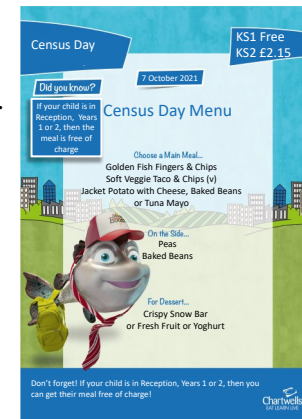 Census Day
KS1 Free
KS2 £2.15
7 October 2021
Did you know?
If your child is in
Reception, Years
1 or 2, then the
meal is free of
charge
Census Day Menu
Choose a Main Meal...
Golden Fish Fingers & Chips
Soft Veggie Taco & Chips (v)
Jacket Potato with Cheese, Baked Beans
or Tuna Mayo
On the Side...
Peas
Baked Beans
For Dessert...
Crispy Snow Bar
or Fresh Fruit or Yoghurt
Don't forget! If your child is in Reception, Years 1 or 2, then you
can get their meal free of charge!
Chartwells
EAT LEARN LIVE